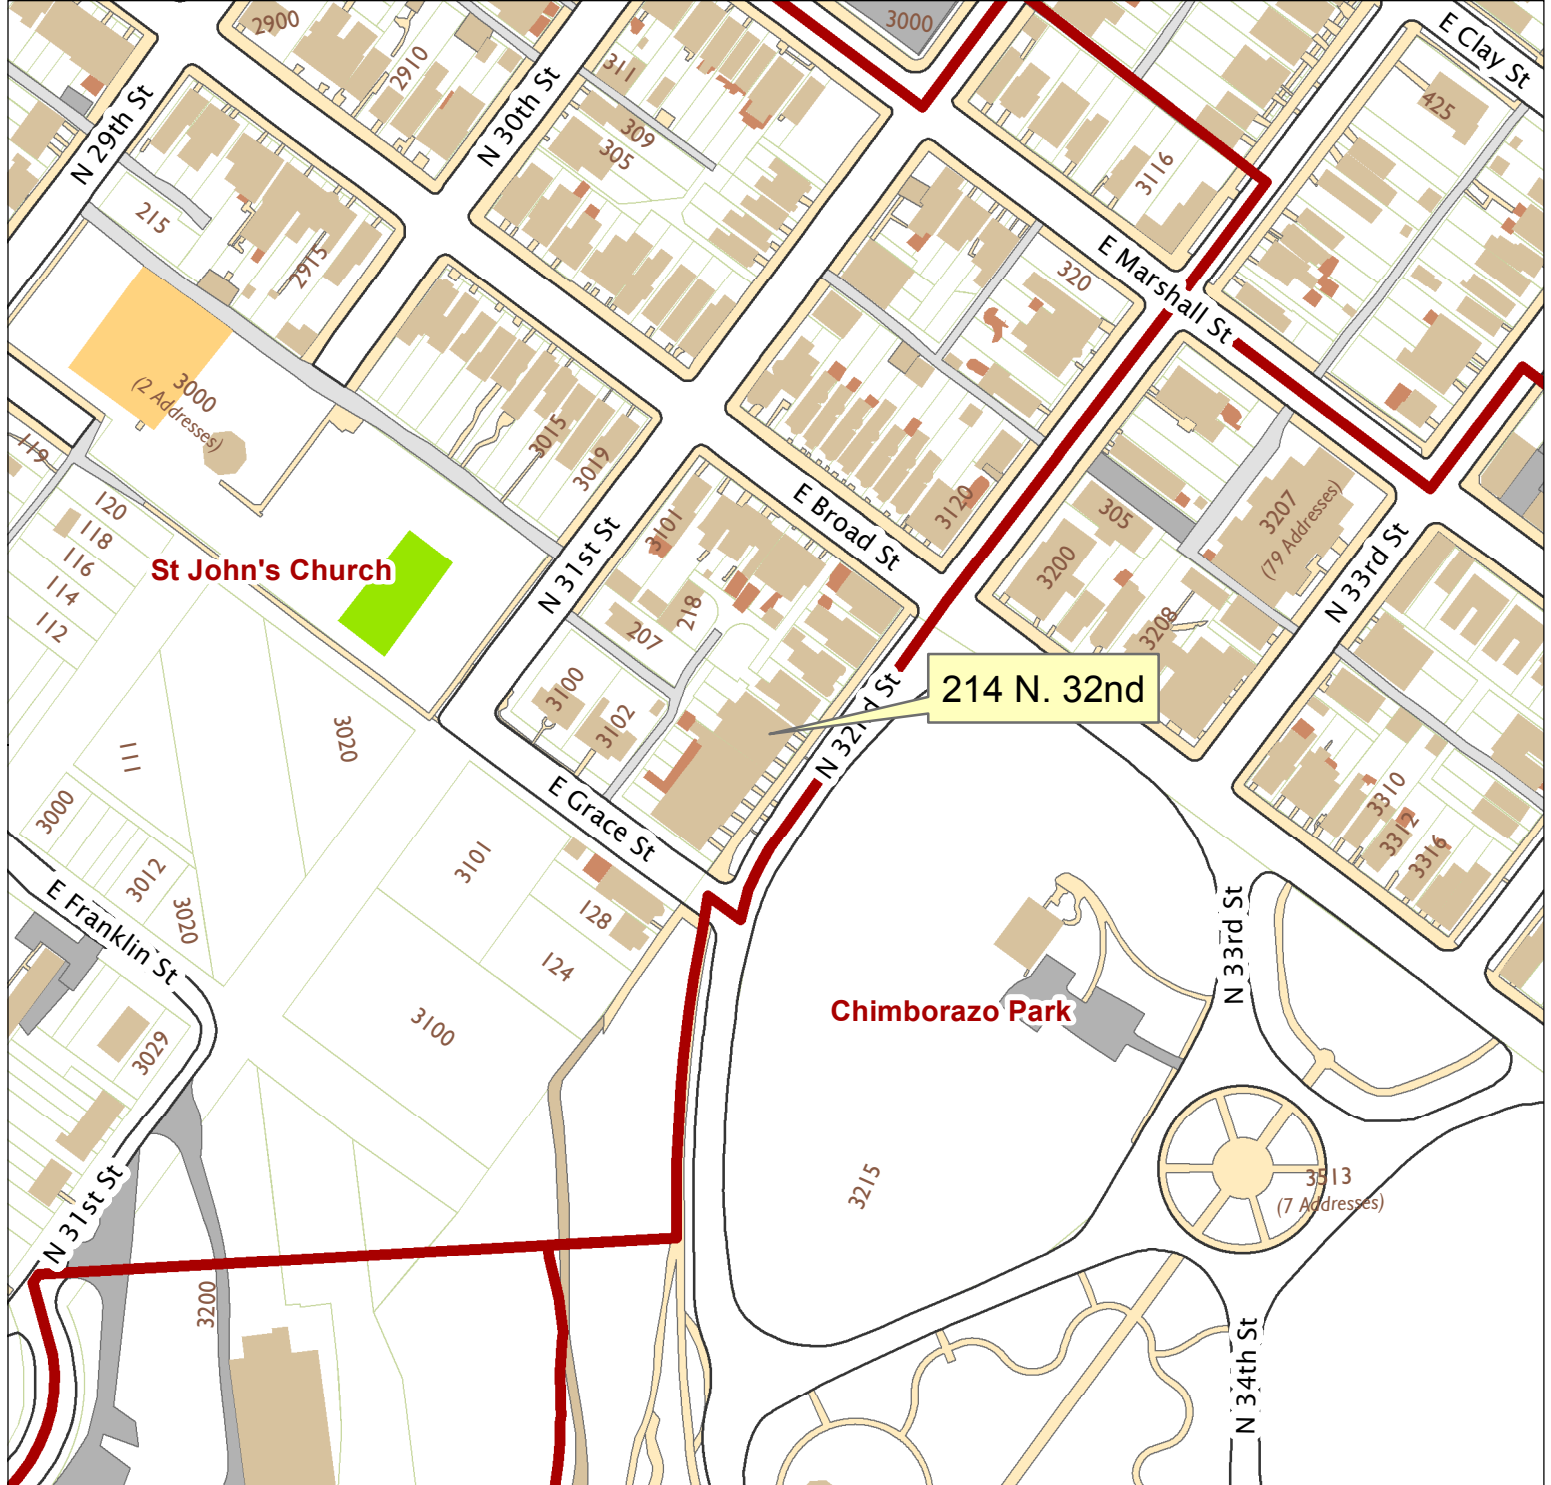 2900
3000
E Clay St
2910
311
N 30th St
425
N 29th St
309
305
3116
215
2915
E Marshall St
320
3000
(2 Addresses)
3015
3019
119
120
118
116
114
112
St John's Church
3101
E Broad St
3120
305
3207
(79 Addresses)
3200
N 31st St
218
207
3208
N 33rd St
3100
3102
214 N. 32nd
N 32nd St
111
3020
3000
E Grace St
3310
3312
3316
3101
3012
3020
128
124
E Franklin St
N 33rd St
3100
3029
Chimborazo Park
3215
3513
(7 Addresses)
N 31st St
3200
N 34th St